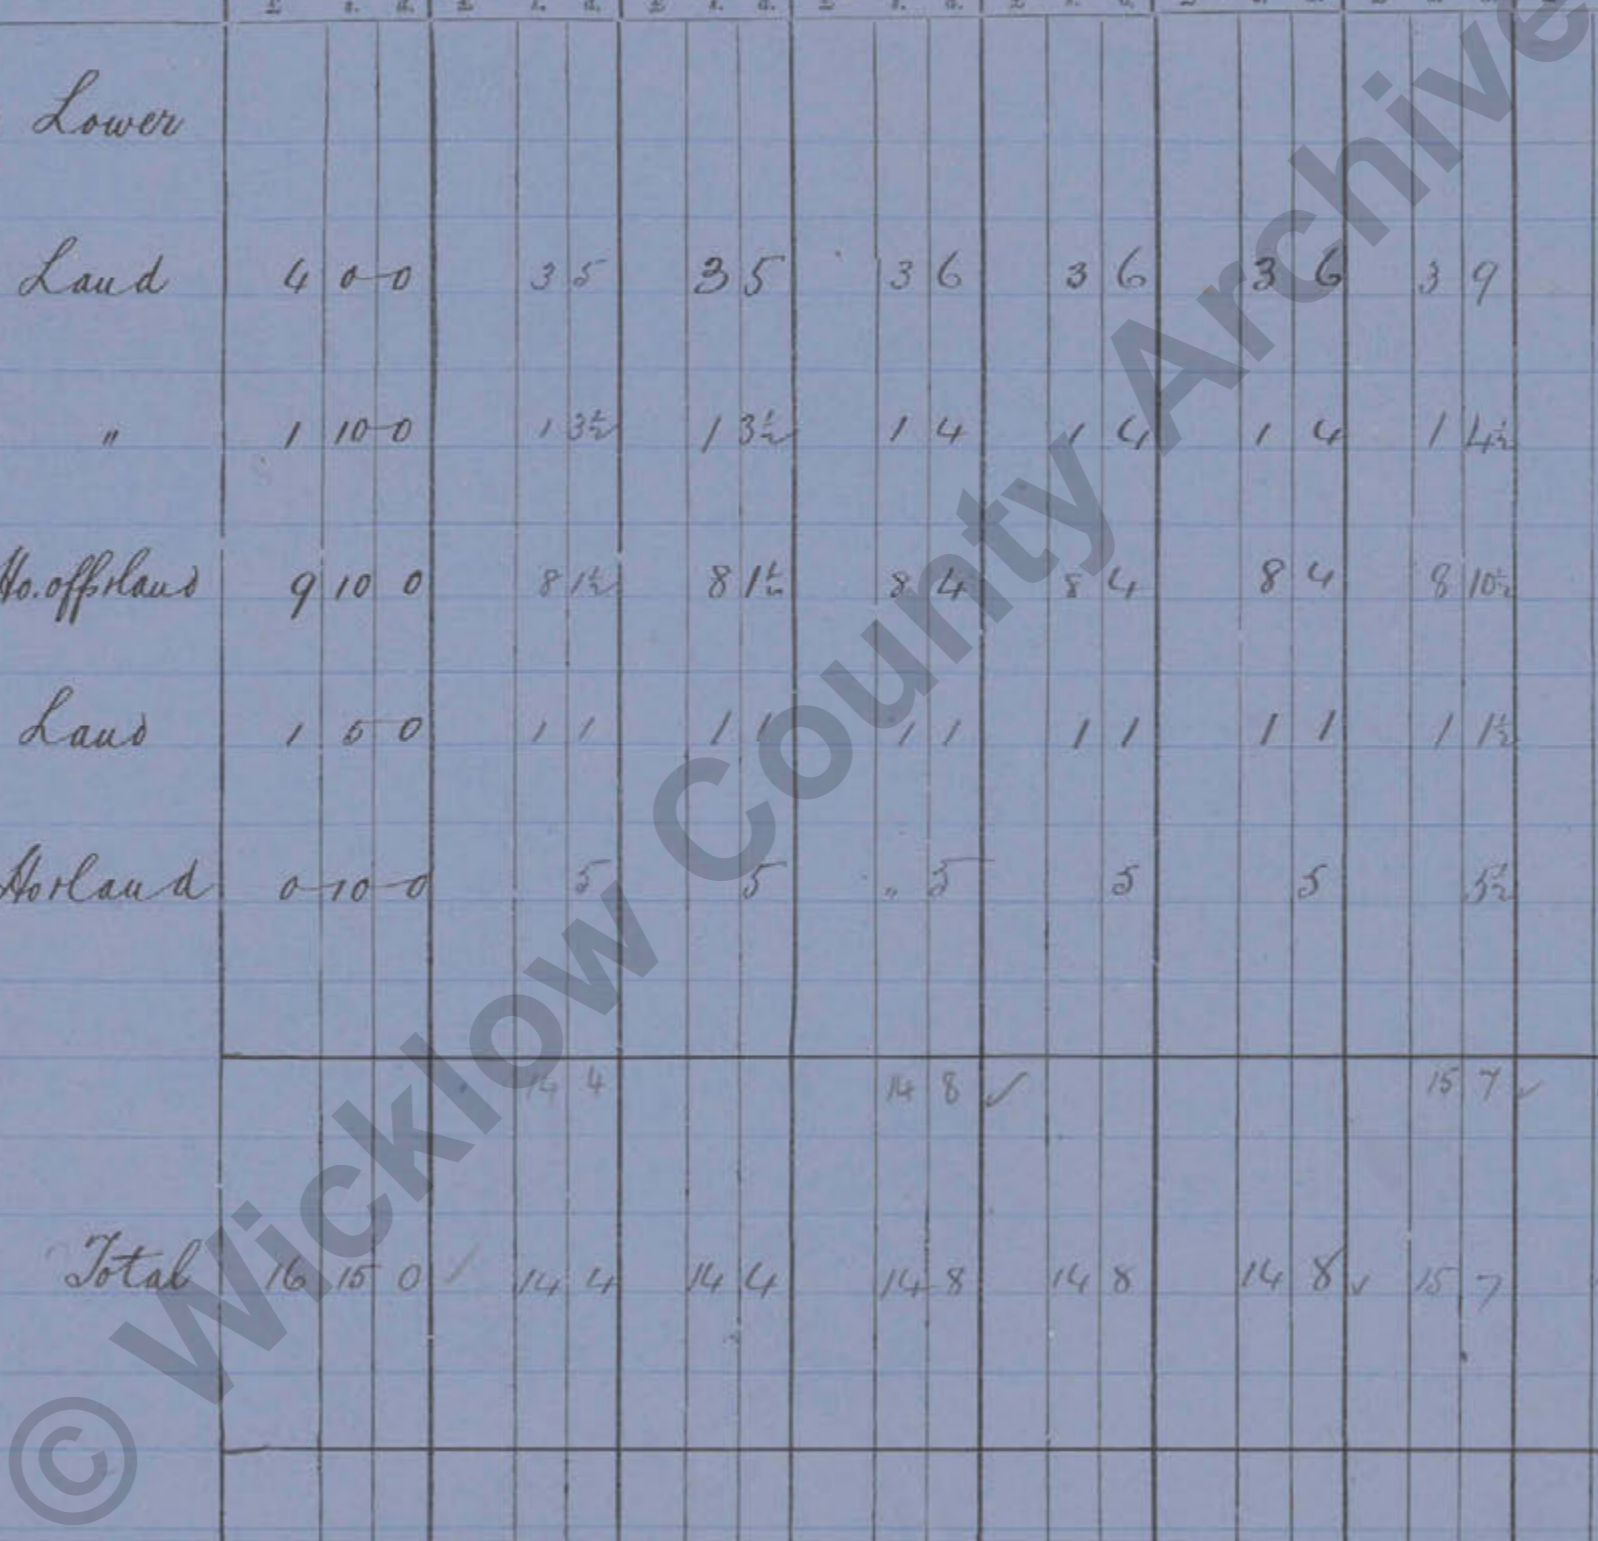 £ s. d. £ s. d. £ s. d. £ s. d. £ s. d. £ s. d. £ s. d.
Lower
Land 4 0 0 3 5 3 5 3 6 3 6 3 6 3 9
" 1 10 0 1 3½ 1 3½ 1 4 1 4 1 4 1 4½
Ho. offs & land 9 10 0 8 1½ 8 1½ 8 4 8 4 8 4 8 10½
Land 1 5 0 1 1 1 1 1 1 1 1 1 1 1 1½
Ho & land 0 10 0 5 5 " 5 5 5 5½
14 4 14 8 ✓ 15 7 ✓
Total 16 15 0 ✓ 14 4 14 4 14 8 14 8 14 8 ✓ 15 7
© Wicklow County Archive